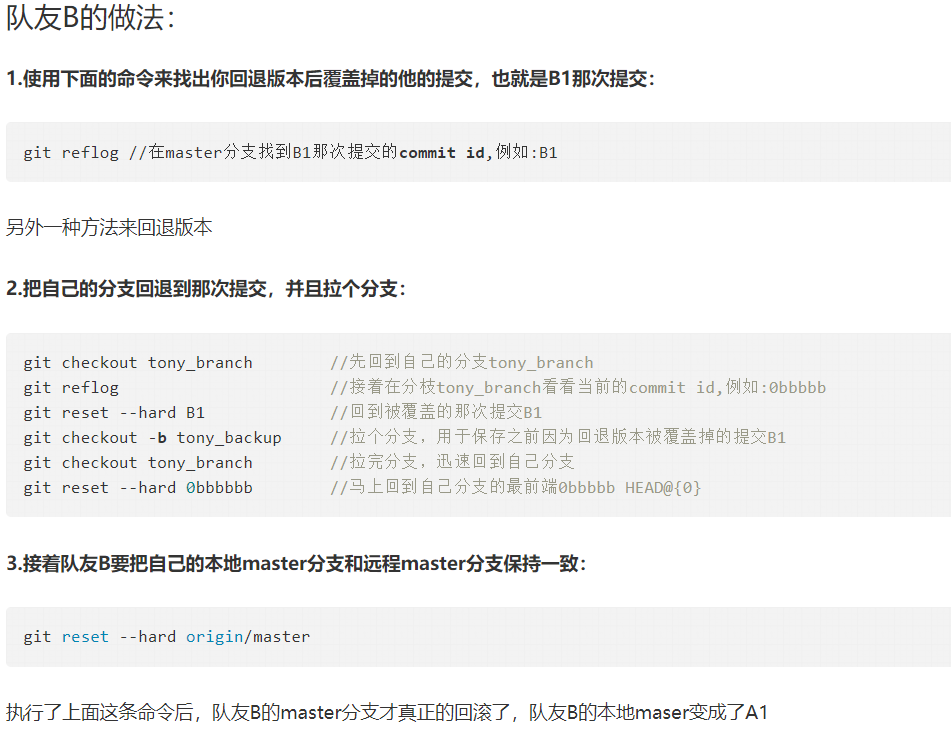 队友B的做法：
1.使用下面的命令来找出你回退版本后覆盖掉的他的提交，也就是B1那次提交：
git reflog //在master分支找到B1那次提交的commit id,例如:B1
另外一种方法来回退版本
2.把自己的分支回退到那次提交，并且拉个分支：
git checkout tony_branch //先回到自己的分支tony_branch
git reflog //接着在分枝tony_branch看看当前的commit id,例如:0bbbbb
git reset --hard B1 //回到被覆盖的那次提交B1
git checkout -b tony_backup //拉个分支，用于保存之前因为回退版本被覆盖掉的提交B1
git checkout tony_branch //拉完分支，迅速回到自己分支
git reset --hard 0bbbbbb //马上回到自己分支的最前端0bbbbb HEAD@{0}
3.接着队友B要把自己的本地master分支和远程master分支保持一致：
git reset --hard origin/master
执行了上面这条命令后，队友B的master分支才真正的回滚了，队友B的本地maser变成了A1